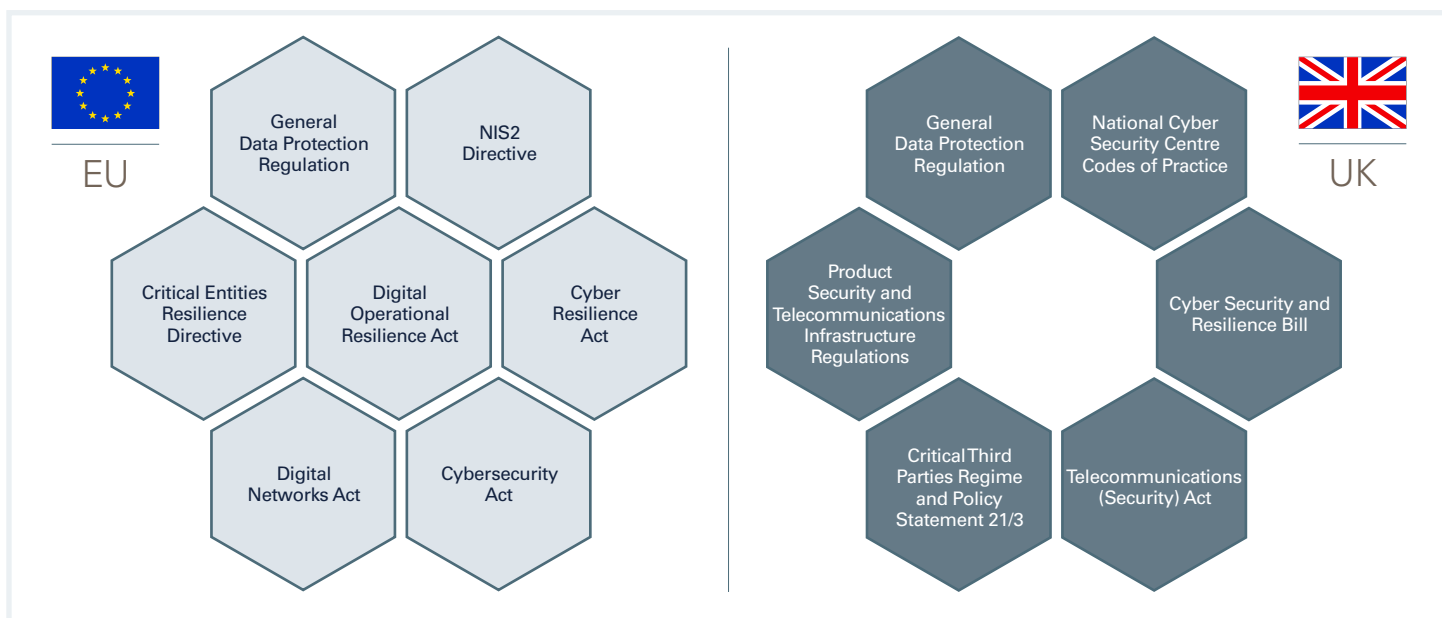 EU
General
Data Protection
Regulation
NIS2
Directive
Critical Entities
Resilience
Directive
Digital
Operational
Resilience Act
Cyber
Resilience
Act
Digital
Networks Act
Cybersecurity
Act
UK
General
Data Protection
Regulation
National Cyber
Security Centre
Codes of Practice
Product
Security and
Telecommunications
Infrastructure
Regulations
Cyber Security and
Resilience Bill
Critical Third
Parties Regime
and Policy
Statement 21/3
Telecommunications
(Security) Act